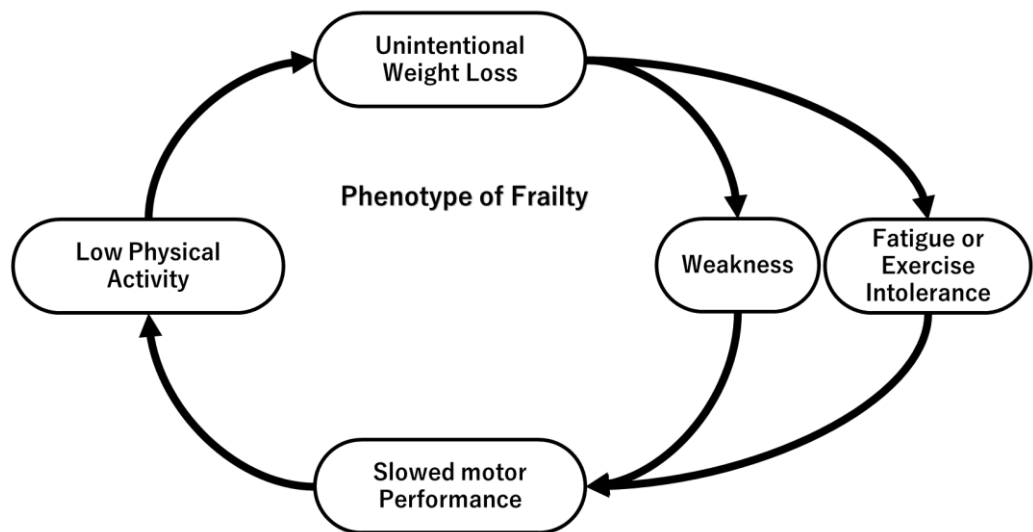 Unintentional
Weight Loss
Phenotype of Frailty
Low Physical
Activity
Weakness
Fatigue or
Exercise
Intolerance
Slowed motor
Performance